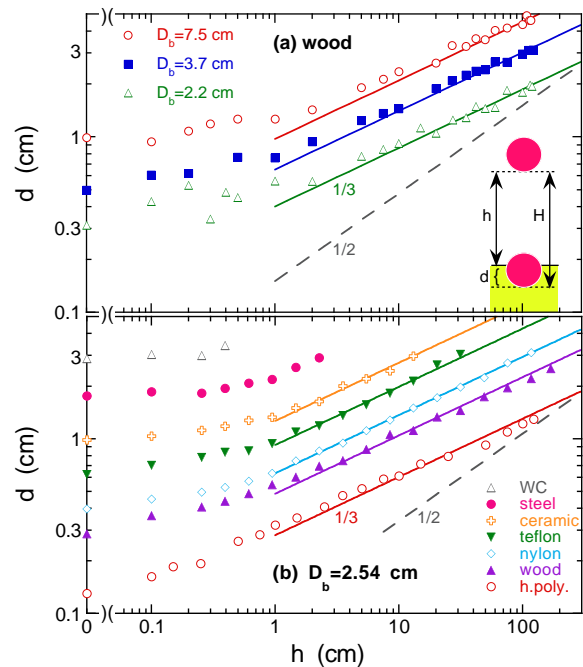 (a) wood
D_b=7.5 cm
D_b=3.7 cm
D_b=2.2 cm
3
1
0.3
0.1
d (cm)
1/3
1/2
h
H
d {
)(
)(
3
1
0.3
0.1
d (cm)
1/3
1/2
WC
steel
ceramic
teflon
nylon
wood
h.poly.
(b) D_b=2.54 cm
)(
0 0.1 1 10 100
h (cm)